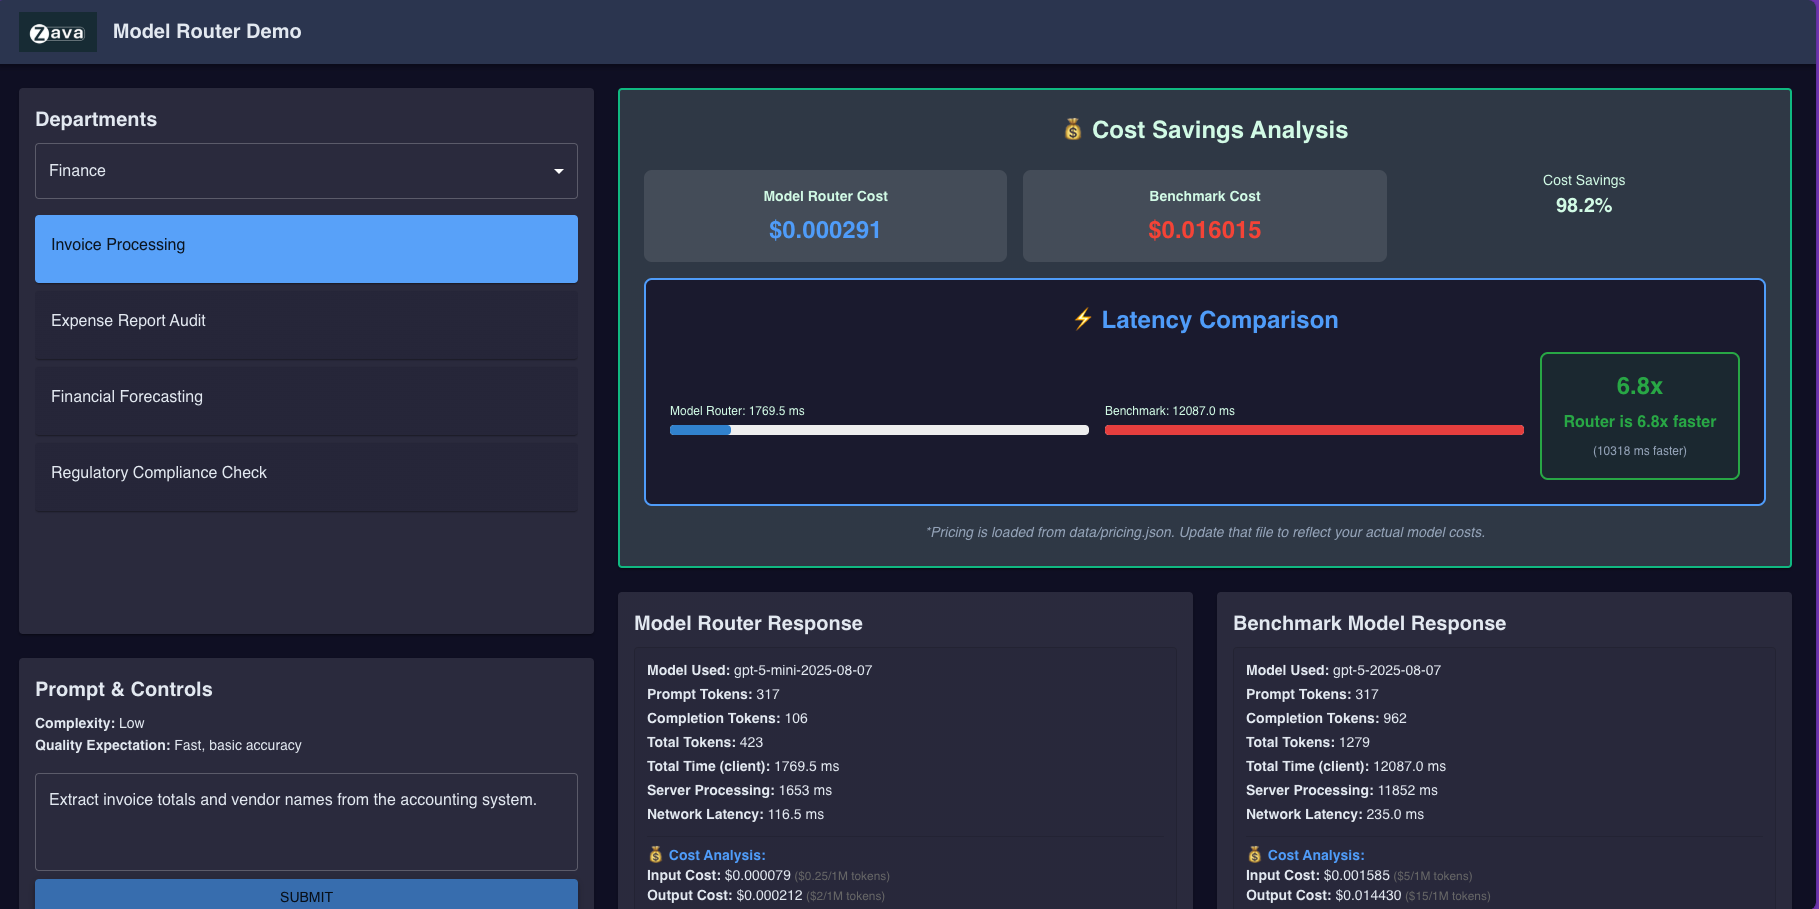 Zava
Model Router Demo
Departments
Finance
Invoice Processing
Expense Report Audit
Financial Forecasting
Regulatory Compliance Check
Prompt & Controls
Complexity: Low
Quality Expectation: Fast, basic accuracy
Extract invoice totals and vendor names from the accounting system.
SUBMIT
💰 Cost Savings Analysis
Model Router Cost
$0.000291
Benchmark Cost
$0.016015
Cost Savings
98.2%
⚡ Latency Comparison
Model Router: 1769.5 ms
Benchmark: 12087.0 ms
6.8x
Router is 6.8x faster
(10318 ms faster)
*Pricing is loaded from data/pricing.json. Update that file to reflect your actual model costs.
Model Router Response
Model Used: gpt-5-mini-2025-08-07
Prompt Tokens: 317
Completion Tokens: 106
Total Tokens: 423
Total Time (client): 1769.5 ms
Server Processing: 1653 ms
Network Latency: 116.5 ms
💰 Cost Analysis:
Input Cost: $0.000079 ($0.25/1M tokens)
Output Cost: $0.000212 ($2/1M tokens)
Benchmark Model Response
Model Used: gpt-5-2025-08-07
Prompt Tokens: 317
Completion Tokens: 962
Total Tokens: 1279
Total Time (client): 12087.0 ms
Server Processing: 11852 ms
Network Latency: 235.0 ms
💰 Cost Analysis:
Input Cost: $0.001585 ($5/1M tokens)
Output Cost: $0.014430 ($15/1M tokens)